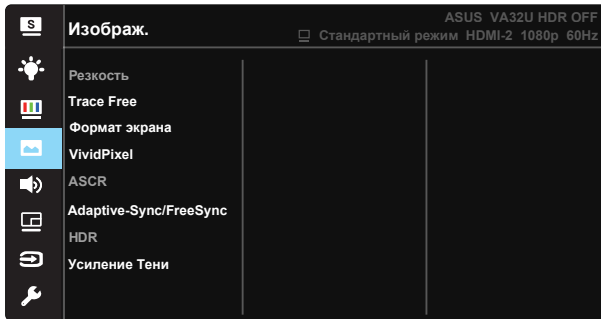 S
ASUS VA32U HDR OFF
Изображ.
Стандартный режим HDMI-2 1080p 60Hz
Резкость
Trace Free
Формат экрана
VividPixel
ASCR
Adaptive-Sync/FreeSync
HDR
Усиление Тени